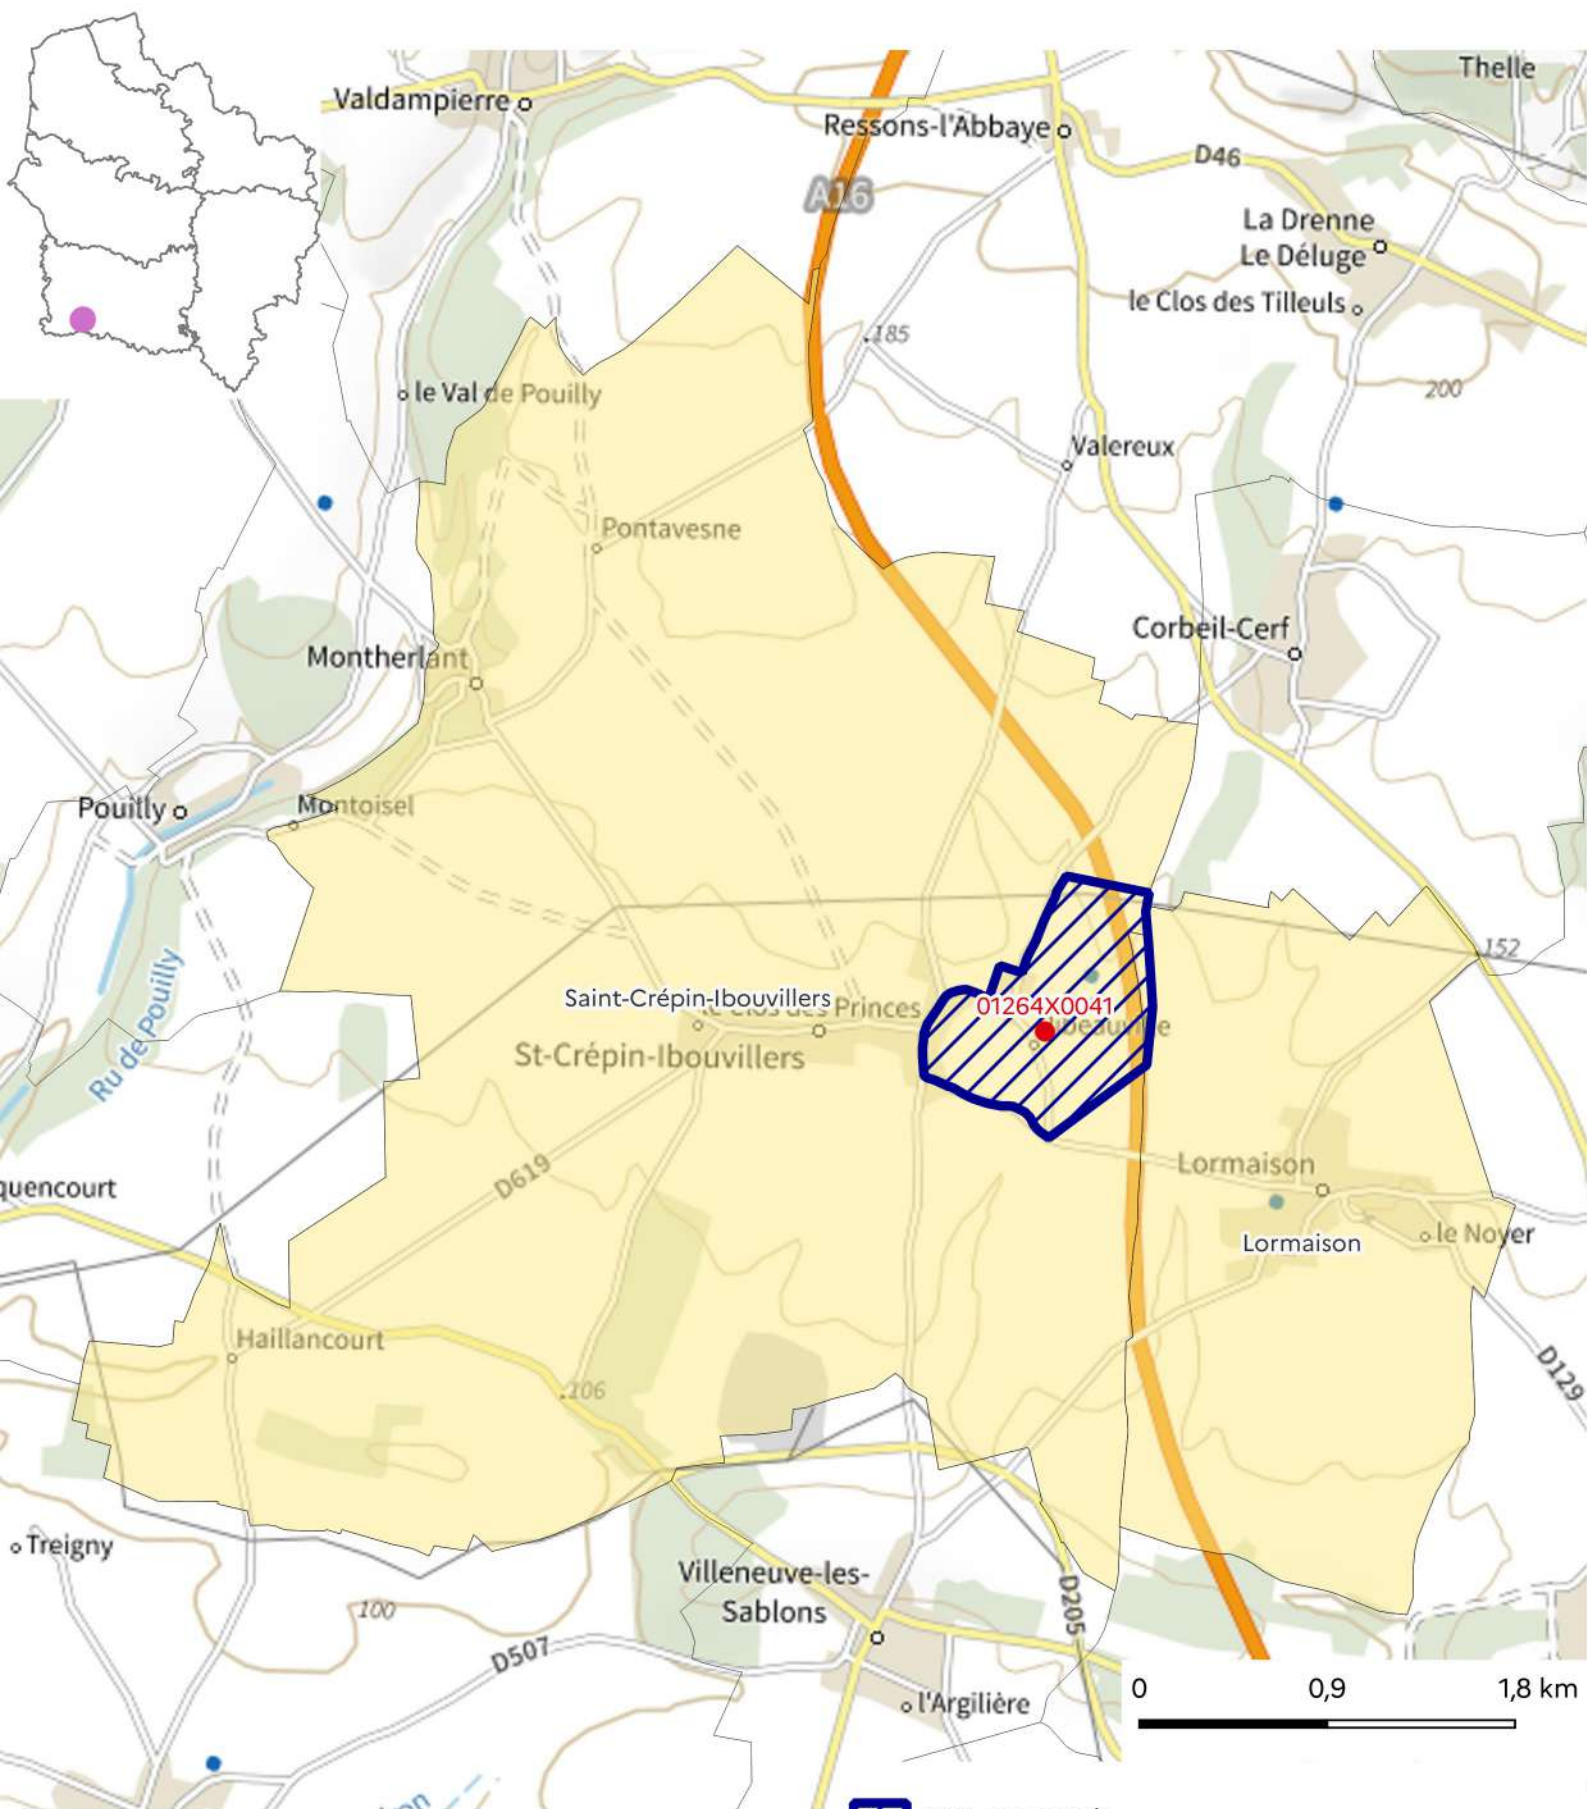 Thelle
Valdampierre
Ressons-l'Abbaye
D46
A16
La Drenne
Le Déluge
le Clos des Tilleuls
185
200
le Val de Pouilly
Valereux
Pontavesne
Corbeil-Cerf
Montherlant
Pouilly
Montoisel
152
Ru de Pouilly
Saint-Crépin-Ibouvillers
Princes
01264X0041
St-Crépin-Ibouvillers
Lormaison
D619
quencourt
Lormaison
le Noyer
Haillancourt
106
D129
Treigny
Villeneuve-les-
Sablons
100
D205
D507
l'Argilière
0 0,9 1,8 km